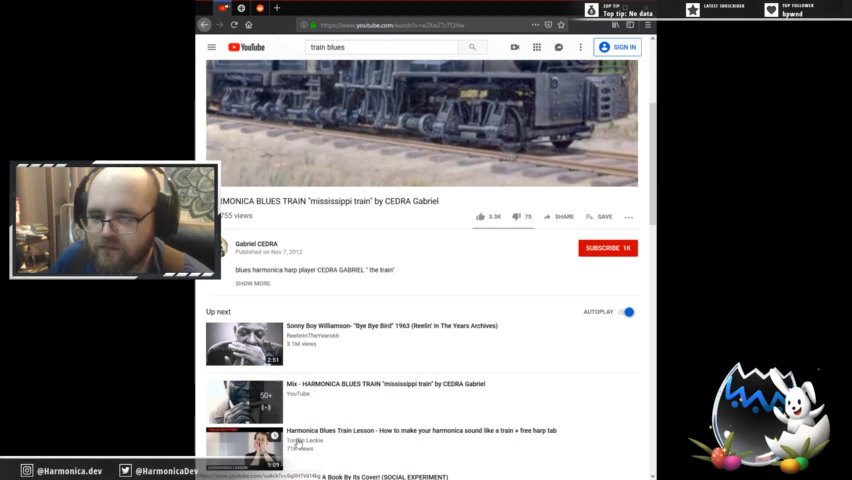 TOP TIP
Top tip: No data
LATEST SUBSCRIBER
TOP FOLLOWER
bpwnd
YouTube
train blues
SIGN IN
MONICA BLUES TRAIN "mississippi train" by CEDRA Gabriel
755 views
3.3K
75
SHARE
SAVE
Gabriel CEDRA
Published on Nov 7, 2012
SUBSCRIBE 1K
blues harmonica harp player CEDRA GABRIEL ' the train'
SHOW MORE
Up next
AUTOPLAY
Sonny Boy Williamson- "Bye Bye Bird" 1963 (Reelin' In The Years Archives)
ReelinInTheYears66
3.1M views
2:51
Mix - HARMONICA BLUES TRAIN "mississippi train" by CEDRA Gabriel
YouTube
50+
Harmonica Blues Train Lesson - How to make your harmonica sound like a train + free harp tab
Leckie
71K views
9:09
@Harmonica.dev
@HarmonicaDev
A Book By Its Cover! (SOCIAL EXPERIMENT)